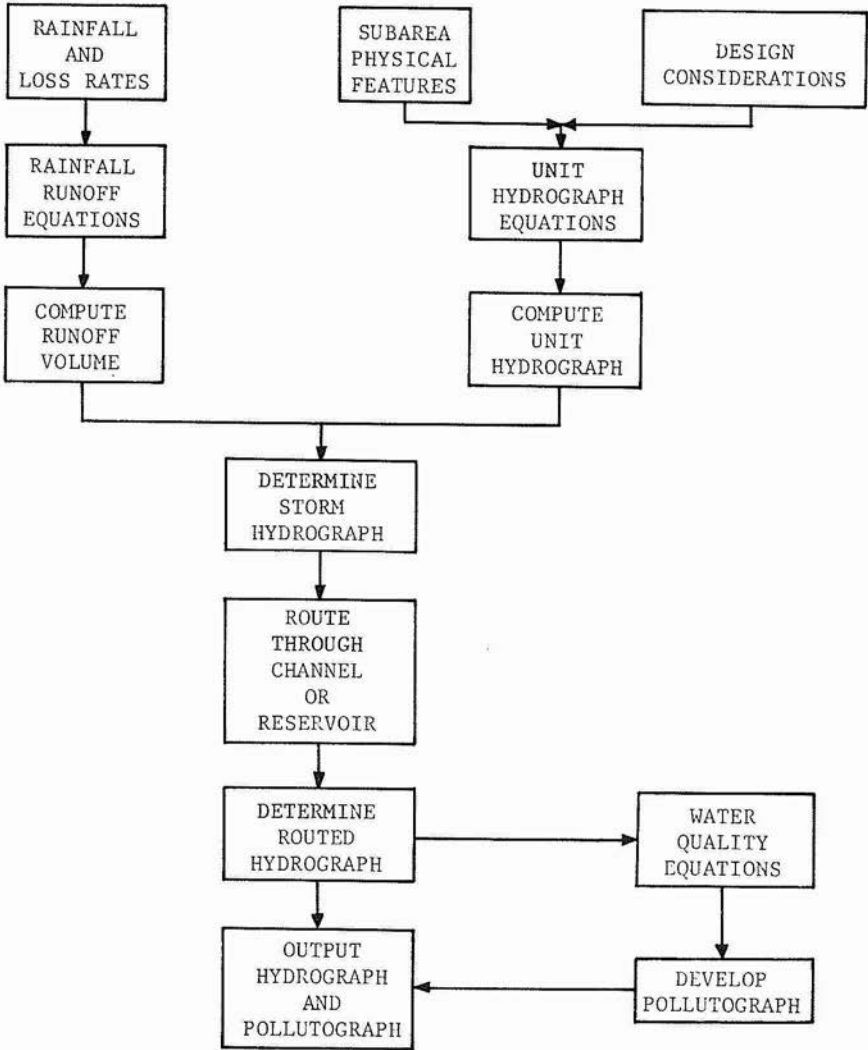 RAINFALL
AND
LOSS RATES
SUBAREA
PHYSICAL
FEATURES
DESIGN
CONSIDERATIONS
RAINFALL
RUNOFF
EQUATIONS
UNIT
HYDROGRAPH
EQUATIONS
COMPUTE
RUNOFF
VOLUME
COMPUTE
UNIT
HYDROGRAPH
DETERMINE
STORM
HYDROGRAPH
ROUTE
THROUGH
CHANNEL
OR
RESERVOIR
DETERMINE
ROUTED
HYDROGRAPH
WATER
QUALITY
EQUATIONS
OUTPUT
HYDROGRAPH
AND
POLLUTOGRAPH
DEVELOP
POLLUTOGRAPH